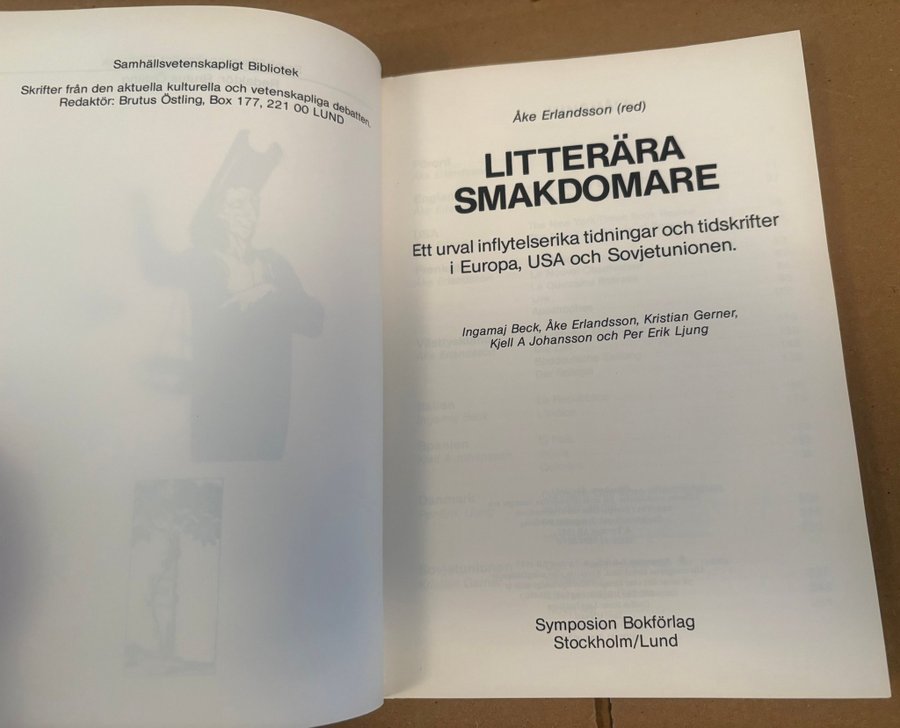 Samhällsvetenskapligt Bibliotek
Skrifter från den aktuella kulturella och vetenskapliga debatten.
Redaktör: Brutus Östling, Box 177, 221 00 LUND
Åke Erlandsson (red)
LITTERÄRA
SMAKDOMARE
Ett urval inflytelserika tidningar och tidskrifter
i Europa, USA och Sovjetunionen.
Ingamaj Beck, Åke Erlandsson, Kristian Gerner,
Kjell A Johansson och Per Erik Ljung
Symposion Bokförlag
Stockholm/Lund